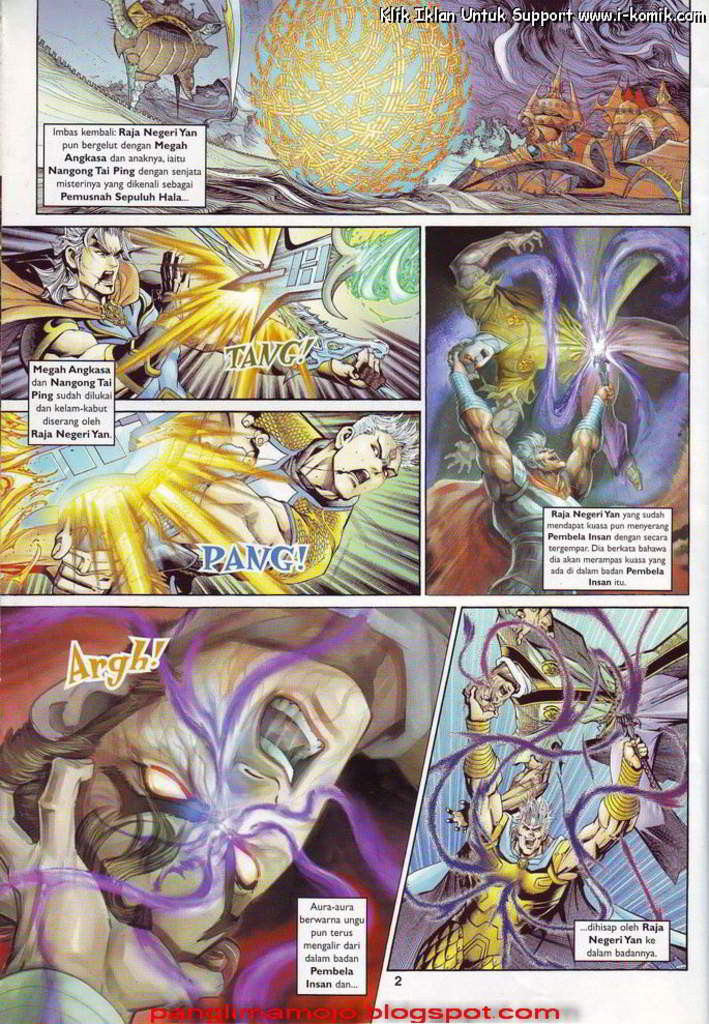 Klik Iklan Untuk Support www.i-komik.com
Imbas kembali: Raja Negeri Yan
pun bergelut dengan Megah
Angkasa dan anaknya, iaitu
Nangong Tai Ping dengan senjata
misterinya yang dikenali sebagai
Pemusnah Sepuluh Hala...
TANG!
Megah Angkasa
dan Nangong Tai
Ping sudah dilukai
dan kelam-kabut
diserang oleh
Raja Negeri Yan.
PANG!
Raja Negeri Yan yang sudah
mendapat kuasa pun menyerang
Pembela Insan dengan secara
tergempar. Dia berkata bahawa
dia akan merampas kuasa yang
ada di dalam badan Pembela
Insan itu.
Argh!
Aura-aura
berwarna ungu
pun terus
mengalir dari
dalam badan
Pembela
Insan dan...
...dihisap oleh Raja
Negeri Yan ke
dalam badannya.
2
panglimamojo.blogspot.com